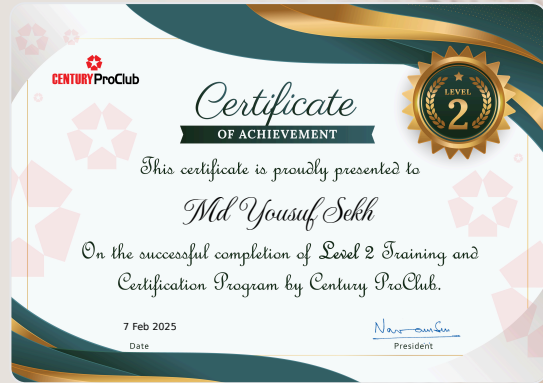 CENTURY ProClub
LEVEL
2
Certificate
OF ACHIEVEMENT
This certificate is proudly presented to
Md Yousuf Sekh
On the successful completion of Level 2 Training and
Certification Program by Century ProClub.
7 Feb 2025
Date
President